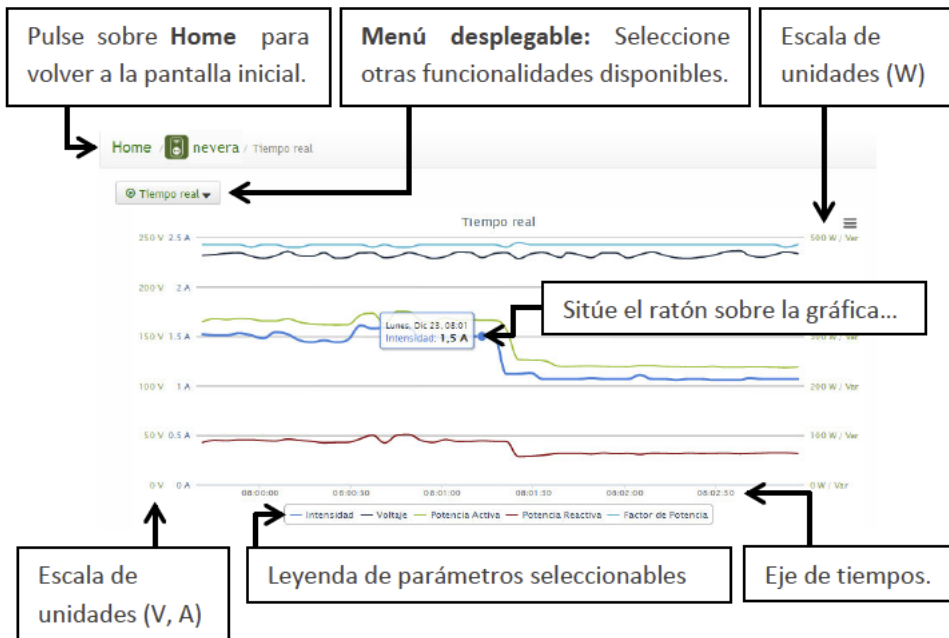 Pulse sobre Home para
volver a la pantalla inicial.
Menú desplegable: Seleccione
otras funcionalidades disponibles.
Escala de
unidades (W)
Home / nevera / Tiempo real
Tiempo real
Tiempo real
250 V 2.5 A 500 W / Var
200 V 2 A
Sitúe el ratón sobre la gráfica...
Lunes, Dic 23, 08:01
Intensidad: 1,5 A
150 V 1.5 A 300 W / Var
100 V 1 A 200 W / Var
50 V 0.5 A 100 W / Var
0 V 0 A 0 W / Var
08:00:00 08:00:30 08:01:00 08:01:30 08:02:00 08:02:30
Intensidad Voltaje Potencia Activa Potencia Reactiva Factor de Potencia
Escala de
unidades (V, A)
Leyenda de parámetros seleccionables
Eje de tiempos.